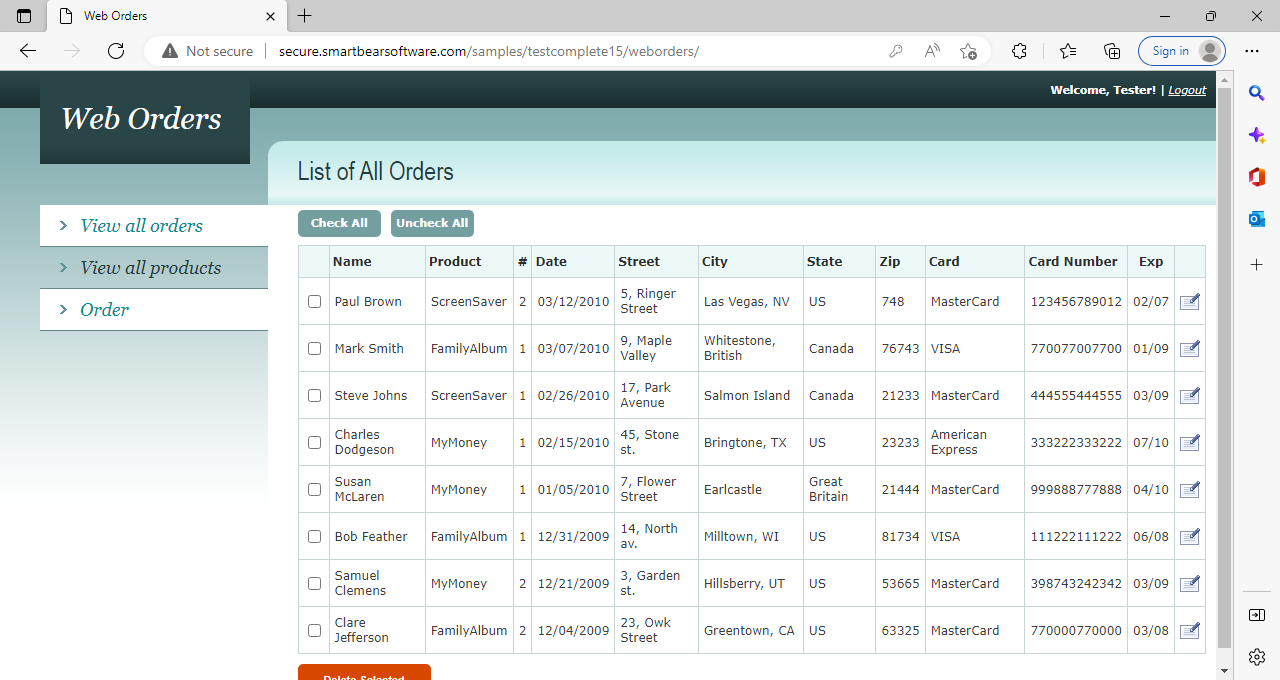 Web Orders
Not secure
secure.smartbearsoftware.com/samples/testcomplete15/weborders/
Sign in
Welcome, Tester! | Logout
Web Orders
List of All Orders
View all orders
View all products
Order
Check All Uncheck All
Name Product # Date Street City State Zip Card Card Number Exp
Paul Brown ScreenSaver 2 03/12/2010 5, Ringer Street Las Vegas, NV US 748 MasterCard 123456789012 02/07
Mark Smith FamilyAlbum 1 03/07/2010 9, Maple Valley Whitestone, British Canada 76743 VISA 770077007700 01/09
Steve Johns ScreenSaver 1 02/26/2010 17, Park Avenue Salmon Island Canada 21233 MasterCard 444555444555 03/09
Charles Dodgeson MyMoney 1 02/15/2010 45, Stone st. Bringtone, TX US 23233 American Express 333222333222 07/10
Susan McLaren MyMoney 1 01/05/2010 7, Flower Street Earlcastle Great Britain 21444 MasterCard 999888777888 04/10
Bob Feather FamilyAlbum 1 12/31/2009 14, North av. Milltown, WI US 81734 VISA 111222111222 06/08
Samuel Clemens MyMoney 2 12/21/2009 3, Garden st. Hillsberry, UT US 53665 MasterCard 398743242342 03/09
Clare Jefferson FamilyAlbum 2 12/04/2009 23, Owk Street Greentown, CA US 63325 MasterCard 770000770000 03/08
Delete Selected